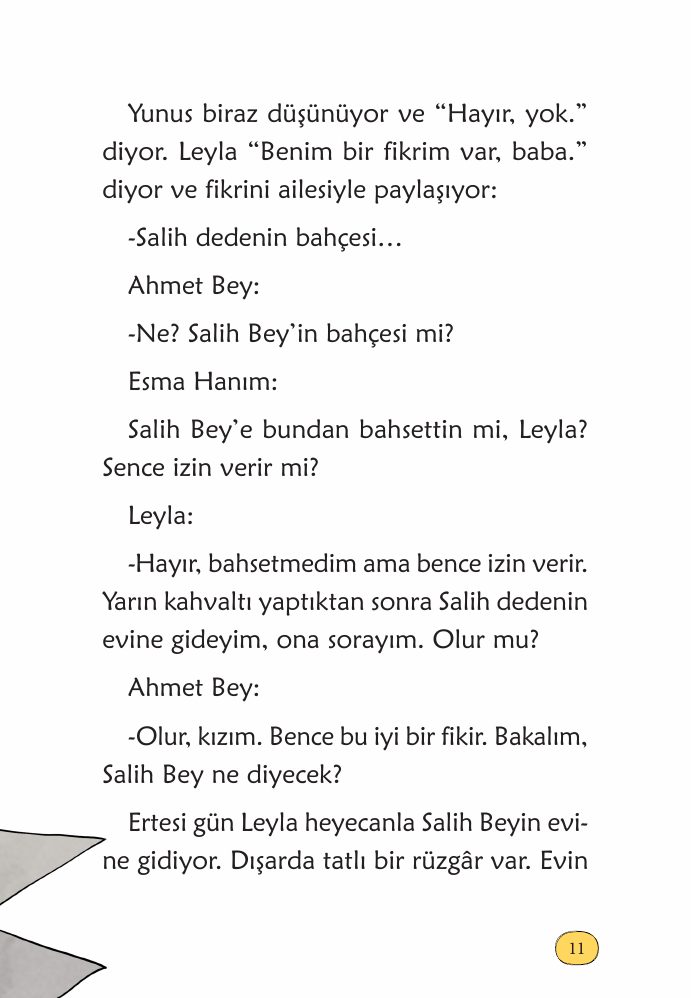 Yunus biraz düşünüyor ve “Hayır, yok.”
diyor. Leyla “Benim bir fikrim var, baba.”
diyor ve fikrini ailesiyle paylaşıyor:
-Salih dedenin bahçesi…
Ahmet Bey:
-Ne? Salih Bey’in bahçesi mi?
Esma Hanım:
Salih Bey’e bundan bahsettin mi, Leyla?
Sence izin verir mi?
Leyla:
-Hayır, bahsetmedim ama bence izin verir.
Yarın kahvaltı yaptıktan sonra Salih dedenin
evine gideyim, ona sorayım. Olur mu?
Ahmet Bey:
-Olur, kızım. Bence bu iyi bir fikir. Bakalım,
Salih Bey ne diyecek?
Ertesi gün Leyla heyecanla Salih Beyin evi-
ne gidiyor. Dışarda tatlı bir rüzgâr var. Evin
11